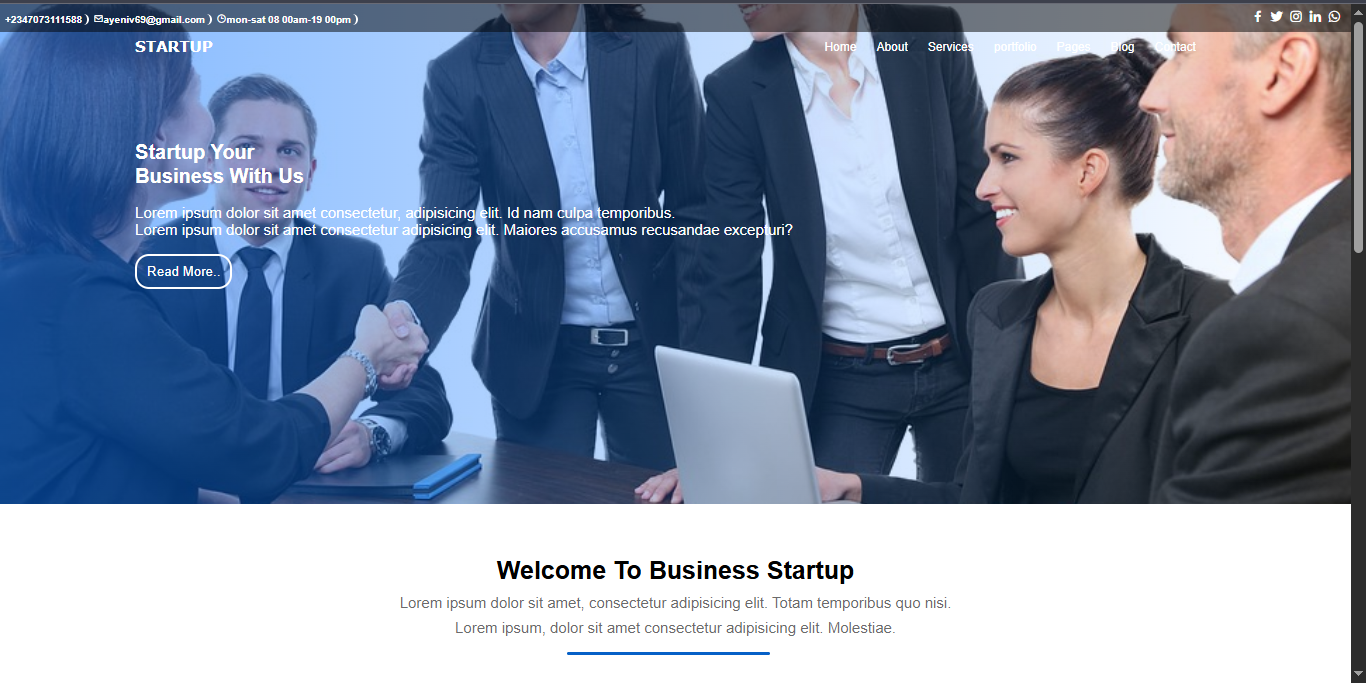 +2347073111588 ) ayeniv69@gmail.com ) mon-sat 08 00am-19 00pm )
STARTUP
Home About Services portfolio Pages Blog Contact
Startup Your
Business With Us
Lorem ipsum dolor sit amet consectetur, adipisicing elit. Id nam culpa temporibus.
Lorem ipsum dolor sit amet consectetur adipisicing elit. Maiores accusamus recusandae excepturi?
Read More..
Welcome To Business Startup
Lorem ipsum dolor sit amet, consectetur adipisicing elit. Totam temporibus quo nisi.
Lorem ipsum, dolor sit amet consectetur adipisicing elit. Molestiae.